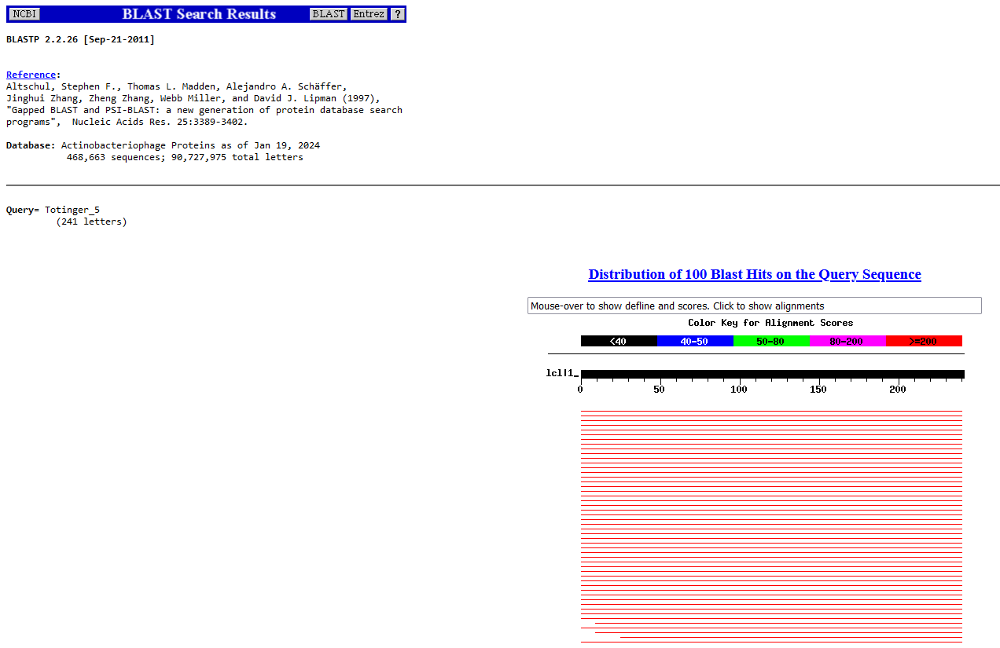 NCBI BLAST Search Results BLAST Entrez ?
BLASTP 2.2.26 [Sep-21-2011]
Reference:
Altschul, Stephen F., Thomas L. Madden, Alejandro A. Schäffer,
Jinghui Zhang, Zheng Zhang, Webb Miller, and David J. Lipman (1997),
"Gapped BLAST and PSI-BLAST: a new generation of protein database search
programs",  Nucleic Acids Res. 25:3389-3402.
Database: Actinobacteriophage Proteins as of Jan 19, 2024
468,663 sequences; 90,727,975 total letters
Query= Totinger_5
(241 letters)
Distribution of 100 Blast Hits on the Query Sequence
Mouse-over to show defline and scores. Click to show alignments
Color Key for Alignment Scores
<40 40-50 50-80 80-200 >=200
lcl|1_
0 50 100 150 200